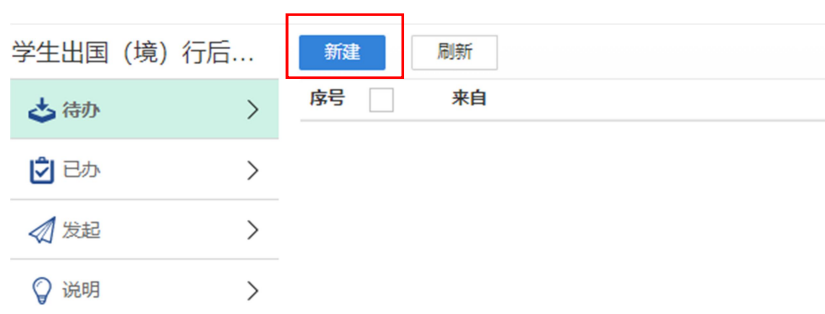 学生出国（境）行后...
新建 刷新
序号 来自
待办
已办
发起
说明